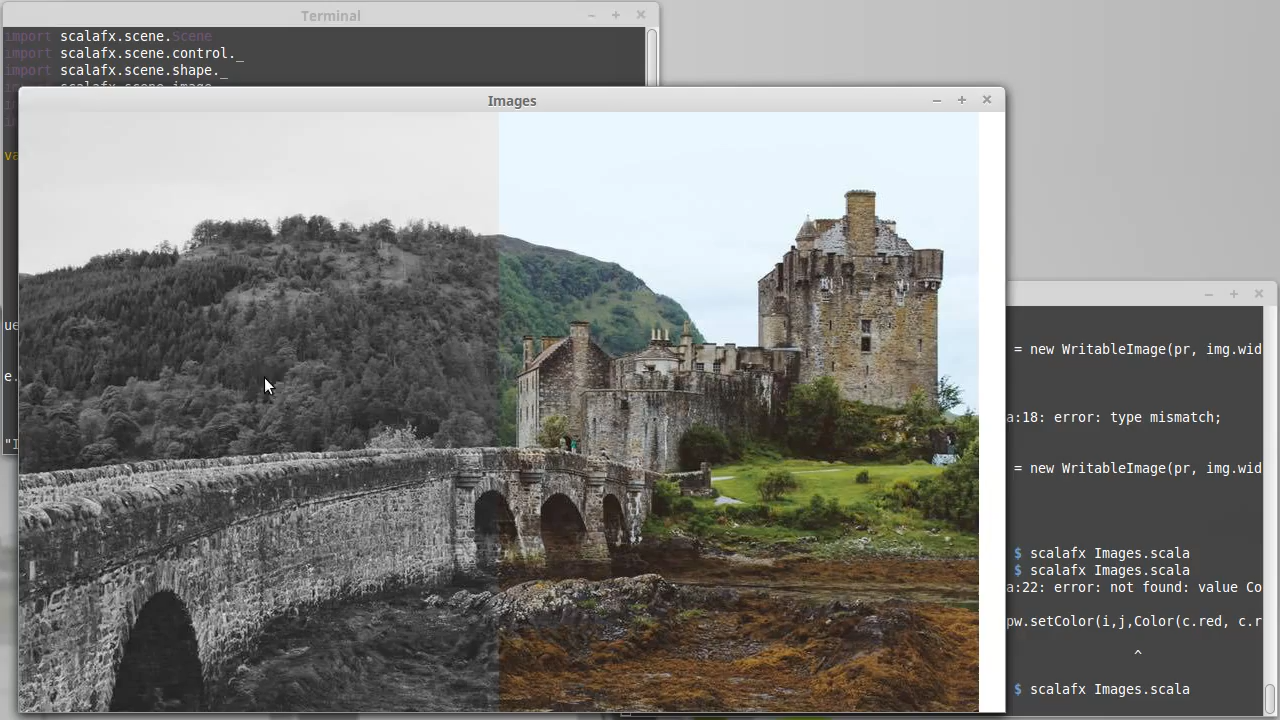 Terminal
import scalafx.scene.Scene
import scalafx.scene.control._
import scalafx.scene.shape._
Images
= new WritableImage(pr, img.wid
a:18: error: type mismatch;
= new WritableImage(pr, img.wid
$ scalafx Images.scala
$ scalafx Images.scala
a:22: error: not found: value Co
pw.setColor(i,j,Color(c.red, c.r
^
$ scalafx Images.scala
va
ue
e.
"I